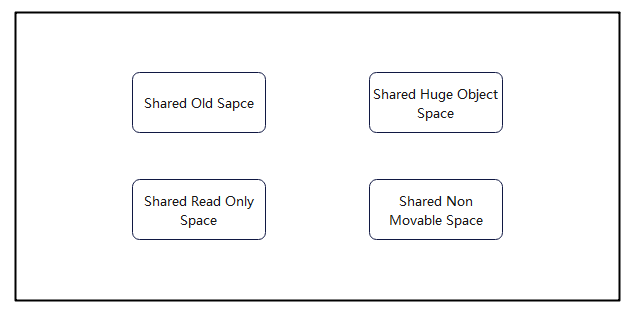 Shared Old Sapce
Shared Huge Object
Space
Shared Read Only
Space
Shared Non
Movable Space